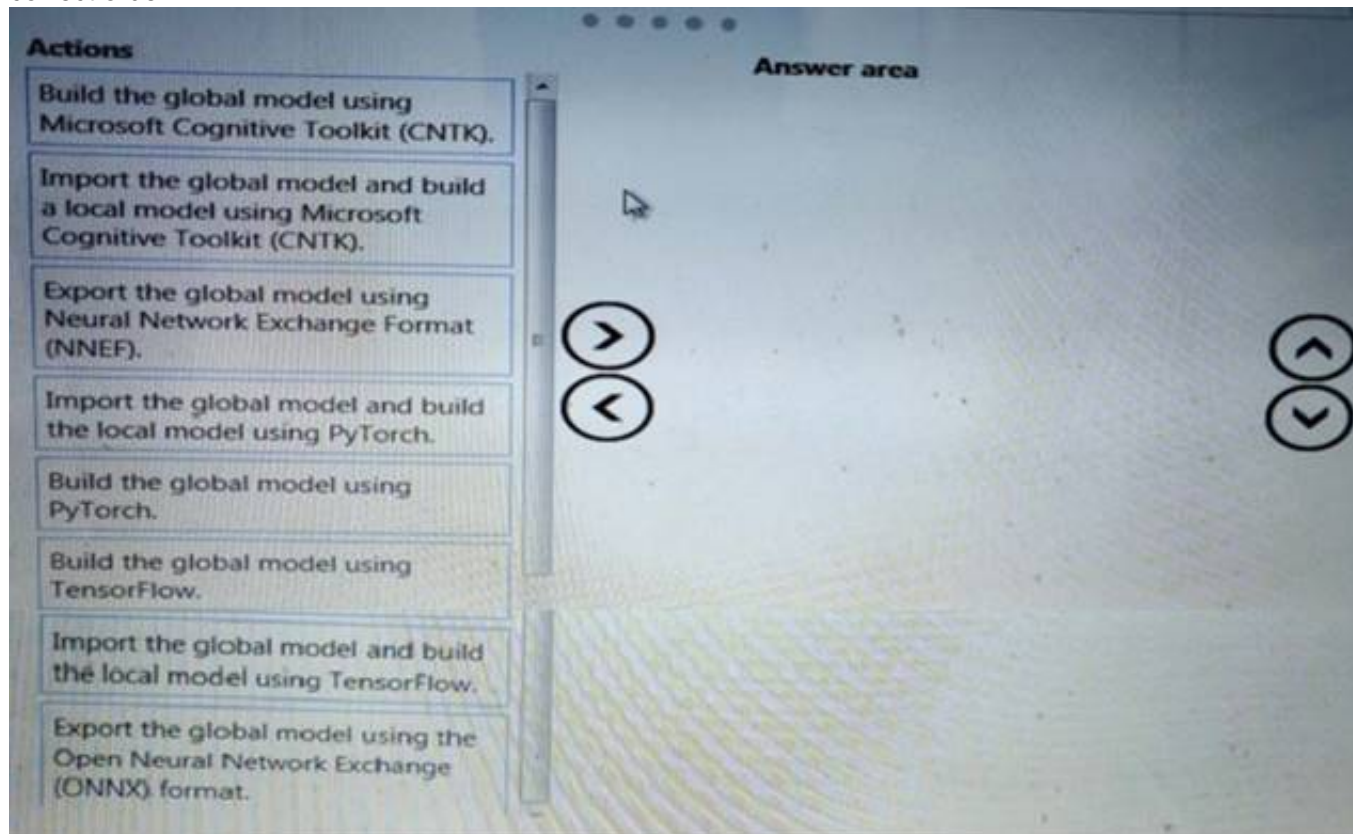 Actions
Answer area
Build the global model using
Microsoft Cognitive Toolkit (CNTK).
Import the global model and build
a local model using Microsoft
Cognitive Toolkit (CNTK).
Export the global model using
Neural Network Exchange Format
(NNEF).
Import the global model and build
the local model using PyTorch.
Build the global model using
PyTorch.
Build the global model using
TensorFlow.
Import the global model and build
the local model using TensorFlow.
Export the global model using the
Open Neural Network Exchange
(ONNX) format.